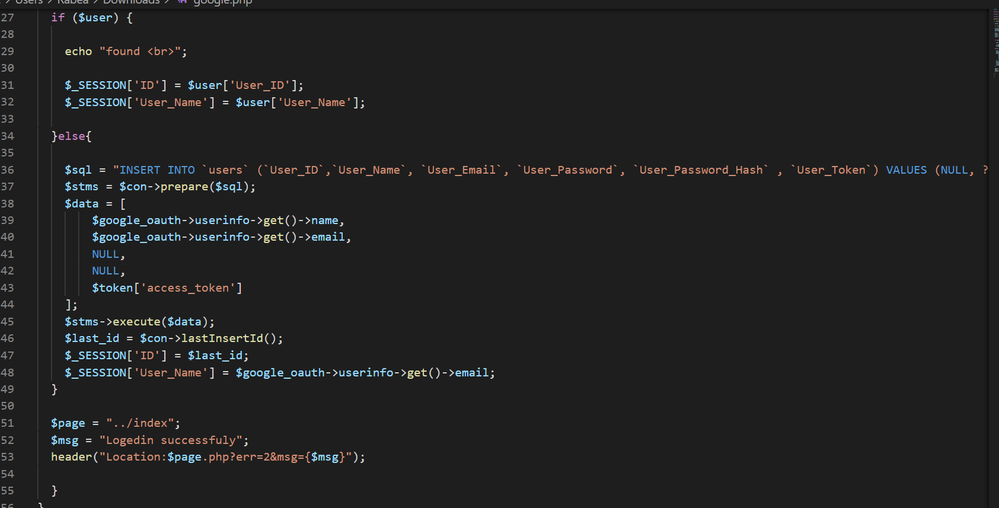 Users > Rabea > Downloads > google.php
27 if ($user) {
28
29 echo "found <br>";
30
31 $_SESSION['ID'] = $user['User_ID'];
32 $_SESSION['User_Name'] = $user['User_Name'];
33
34 }else{
35
36 $sql = "INSERT INTO `users` (`User_ID`,`User_Name`, `User_Email`, `User_Password`, `User_Password_Hash` , `User_Token`) VALUES (NULL, ?
37 $stms = $con->prepare($sql);
38 $data = [
39 $google_oauth->userinfo->get()->name,
40 $google_oauth->userinfo->get()->email,
41 NULL,
42 NULL,
43 $token['access_token']
44 ];
45 $stms->execute($data);
46 $last_id = $con->lastInsertId();
47 $_SESSION['ID'] = $last_id;
48 $_SESSION['User_Name'] = $google_oauth->userinfo->get()->email;
49 }
50
51 $page = "../index";
52 $msg = "Logedin successfuly";
53 header("Location:$page.php?err=2&msg={$msg}");
54
55 }
56 }